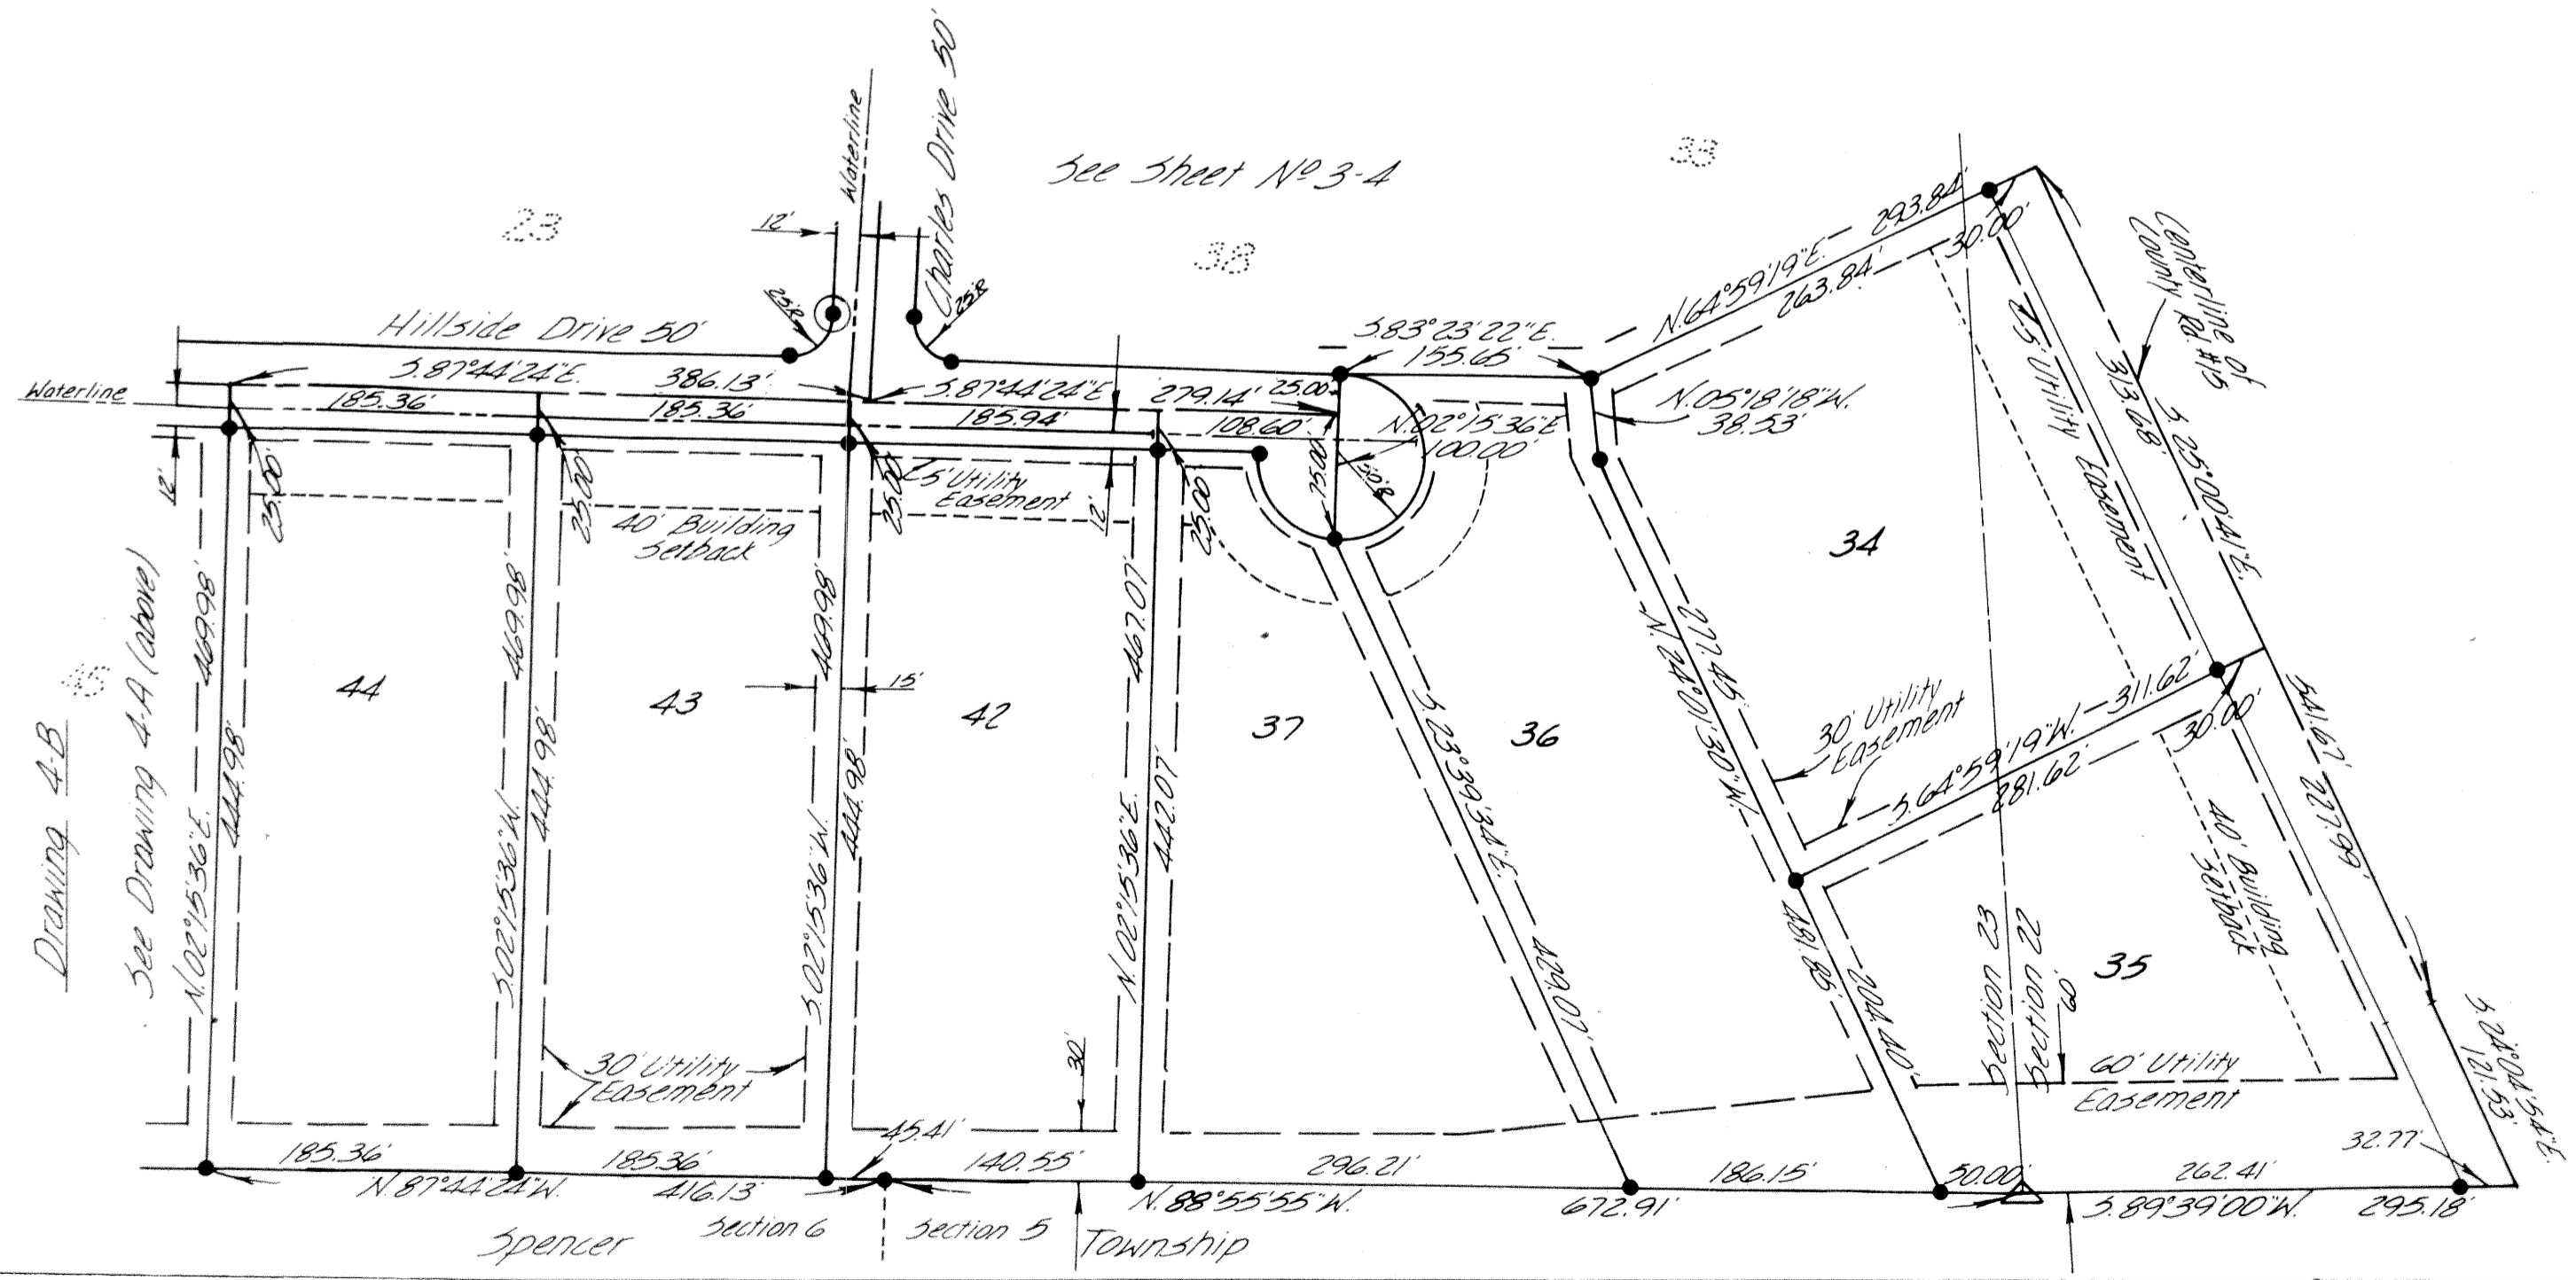 Waterline
Charles Drive 50'
See Sheet Nº 3-4
33
23
38
12'
25'R
25'R
Hillside Drive 50'
S.87°44'24"E.
386.13'
S.87°44'24"E
279.14'
25.00'
S.83°23'22"E.
155.65'
N.64°59'19"E.
293.84'
263.84'
30.00'
Centerline of
County Rd. #15
Waterline
185.36'
185.36'
185.94'
108.60'
N.02°15'36"E
100.00'
75.00'
50'R
N.05°18'18"W.
38.53'
15' Utility Easement
313.68'
S.25°00'41"E.
12'
25.00'
25.00'
25.00'
25.00'
15' Utility
Easement
12'
40' Building
Setback
34
Drawing 4-B
See Drawing 4-A (above)
45
469.98'
469.98'
469.98'
467.07'
44
43
15'
42
37
36
277.45'
N.24°01'30"W.
30' Utility
Easement
311.62'
S.64°59'19"W.
281.62'
30.00'
541.67'
227.99'
N.02°15'36"E.
444.98'
S.02°15'36"W.
444.98'
S.02°15'36"W.
444.98'
N.02°15'36"E.
442.07'
S.23°39'34"E.
429.07'
481.85'
204.40'
40' Building
Setback
Section 23
Section 22
60'
35
30' Utility
Easement
30'
60' Utility
Easement
S.24°04'54"E.
121.53'
45.41'
32.77'
185.36'
185.36'
140.55'
296.21'
186.15'
50.00'
262.41'
N.87°44'24"W.
416.13'
N.88°55'55"W.
672.91'
S.89°39'00"W.
295.18'
Spencer
Section 6
Section 5
Township